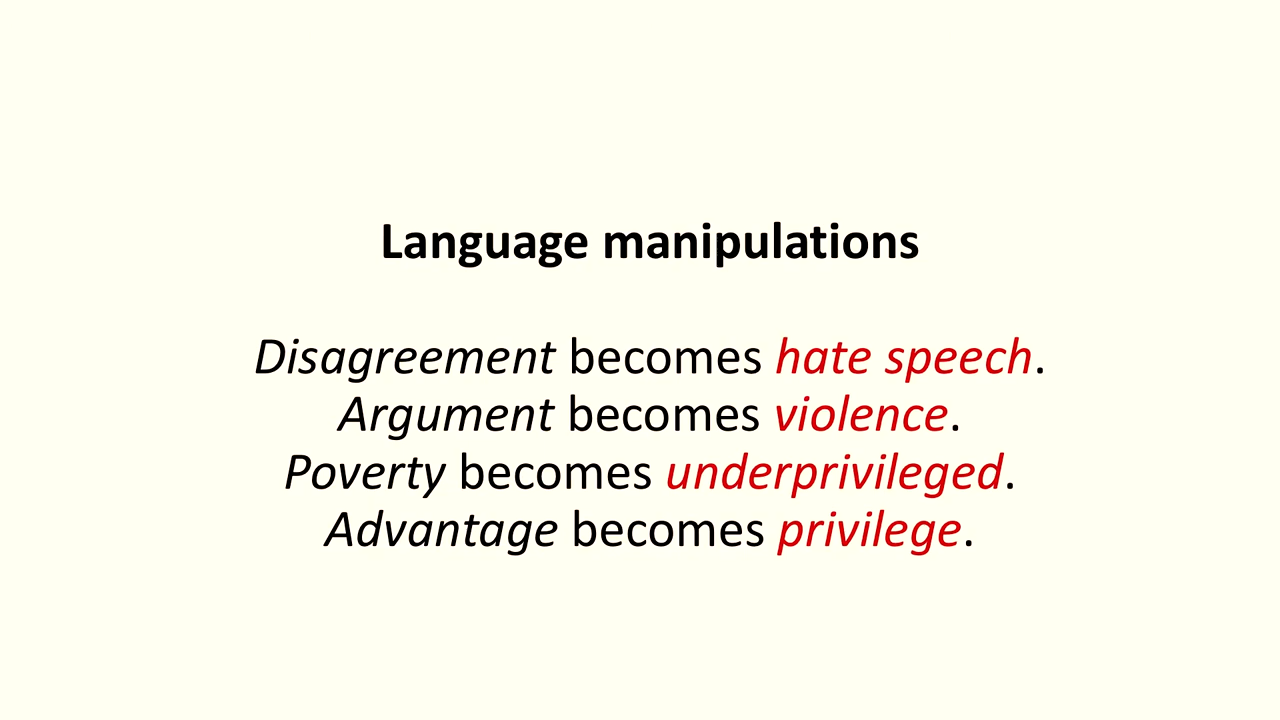 Language manipulations
Disagreement becomes hate speech.
Argument becomes violence.
Poverty becomes underprivileged.
Advantage becomes privilege.